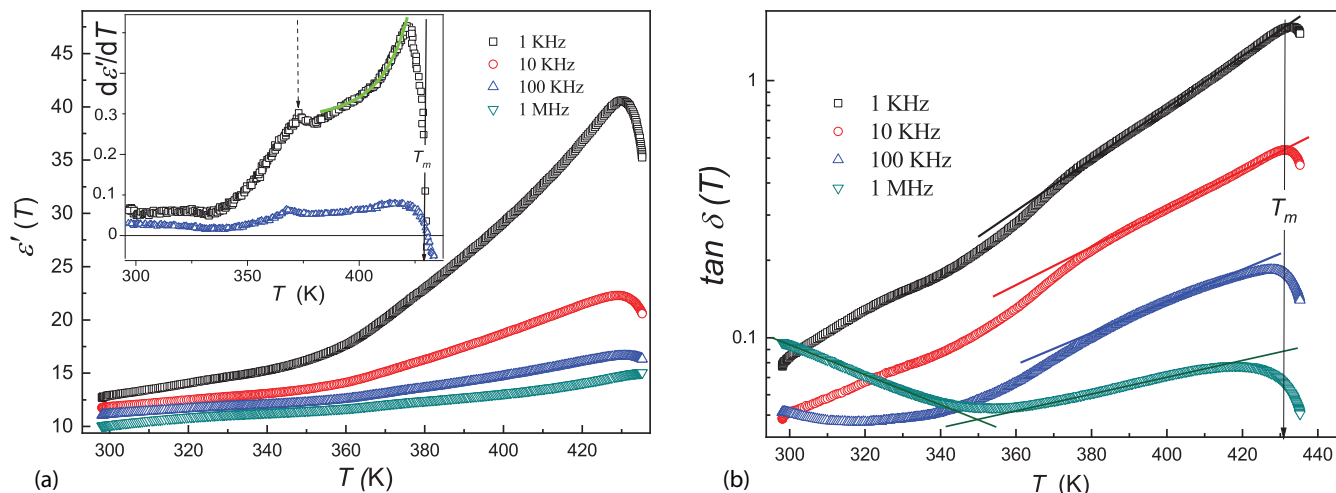 45
40
35
30
25
20
15
10
ε' (T)
300 320 340 360 380 400 420
T (K)
(a)
dε'/dT
0.3
0.2
0.1
0
300 350 400
T (K)
T_m
1 KHz
10 KHz
100 KHz
1 MHz
tan δ (T)
1
0.1
300 320 340 360 380 400 420 440
T (K)
(b)
1 KHz
10 KHz
100 KHz
1 MHz
T_m